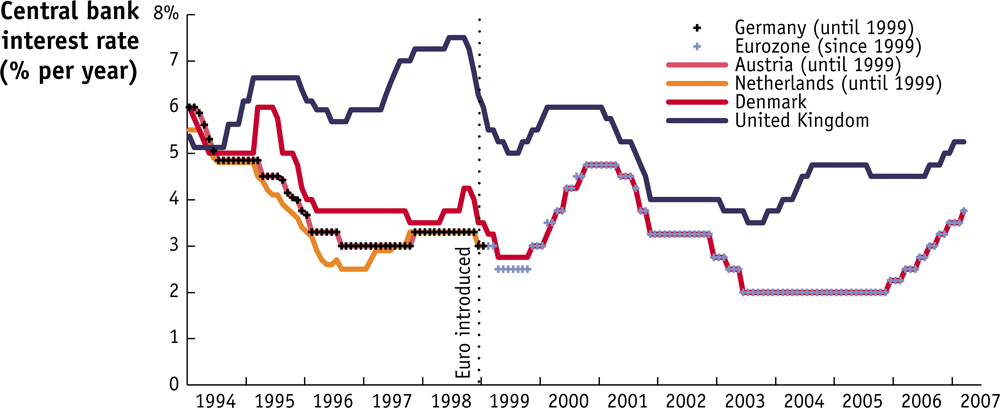 Central bank
interest rate
(% per year)
8%
7
6
5
4
3
2
1
0
Germany (until 1999)
Eurozone (since 1999)
Austria (until 1999)
Netherlands (until 1999)
Denmark
United Kingdom
Euro introduced
1994 1995 1996 1997 1998 1999 2000 2001 2002 2003 2004 2005 2006 2007